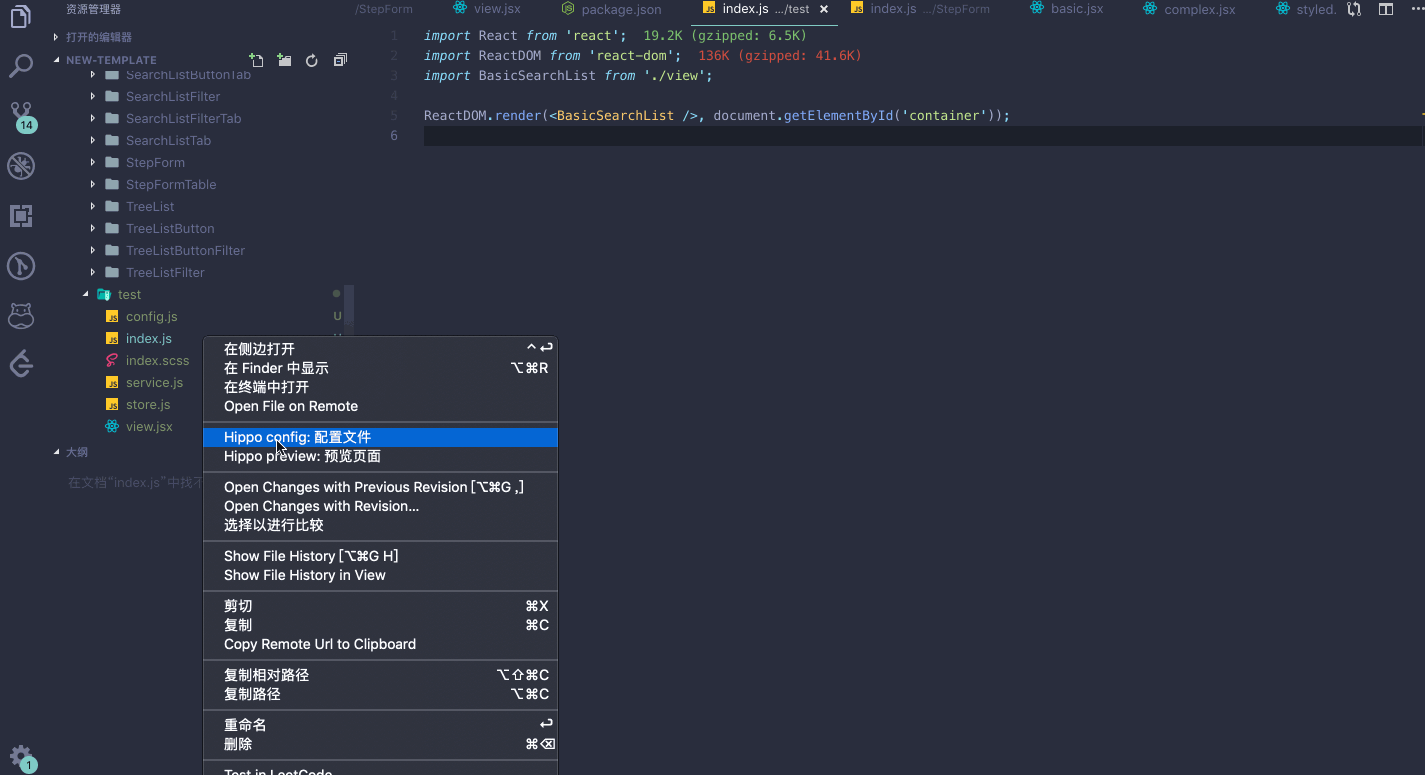 资源管理器
/StepForm
view.jsx
package.json
index.js .../test ×
index.js .../StepForm
basic.jsx
complex.jsx
styled.
打开的编辑器
NEW-TEMPLATE
SearchListButtonTab
SearchListFilter
SearchListFilterTab
SearchListTab
StepForm
StepFormTable
TreeList
TreeListButton
TreeListButtonFilter
TreeListFilter
test
config.js U
index.js
index.scss
service.js
store.js
view.jsx
大纲
在文档“index.js”中找不
14
1
1 import React from 'react'; 19.2K (gzipped: 6.5K)
2 import ReactDOM from 'react-dom'; 136K (gzipped: 41.6K)
3 import BasicSearchList from './view';
4
5 ReactDOM.render(<BasicSearchList />, document.getElementById('container'));
6
在侧边打开 ^↩
在 Finder 中显示 ⌥⌘R
在终端中打开
Open File on Remote
Hippo config: 配置文件
Hippo preview: 预览页面
Open Changes with Previous Revision [⌥⌘G ,]
Open Changes with Revision...
选择以进行比较
Show File History [⌥⌘G H]
Show File History in View
剪切 ⌘X
复制 ⌘C
Copy Remote Url to Clipboard
复制相对路径 ⌥⇧⌘C
复制路径 ⌥⌘C
重命名 ↩
删除 ⌘⌫
Test in LeetCode